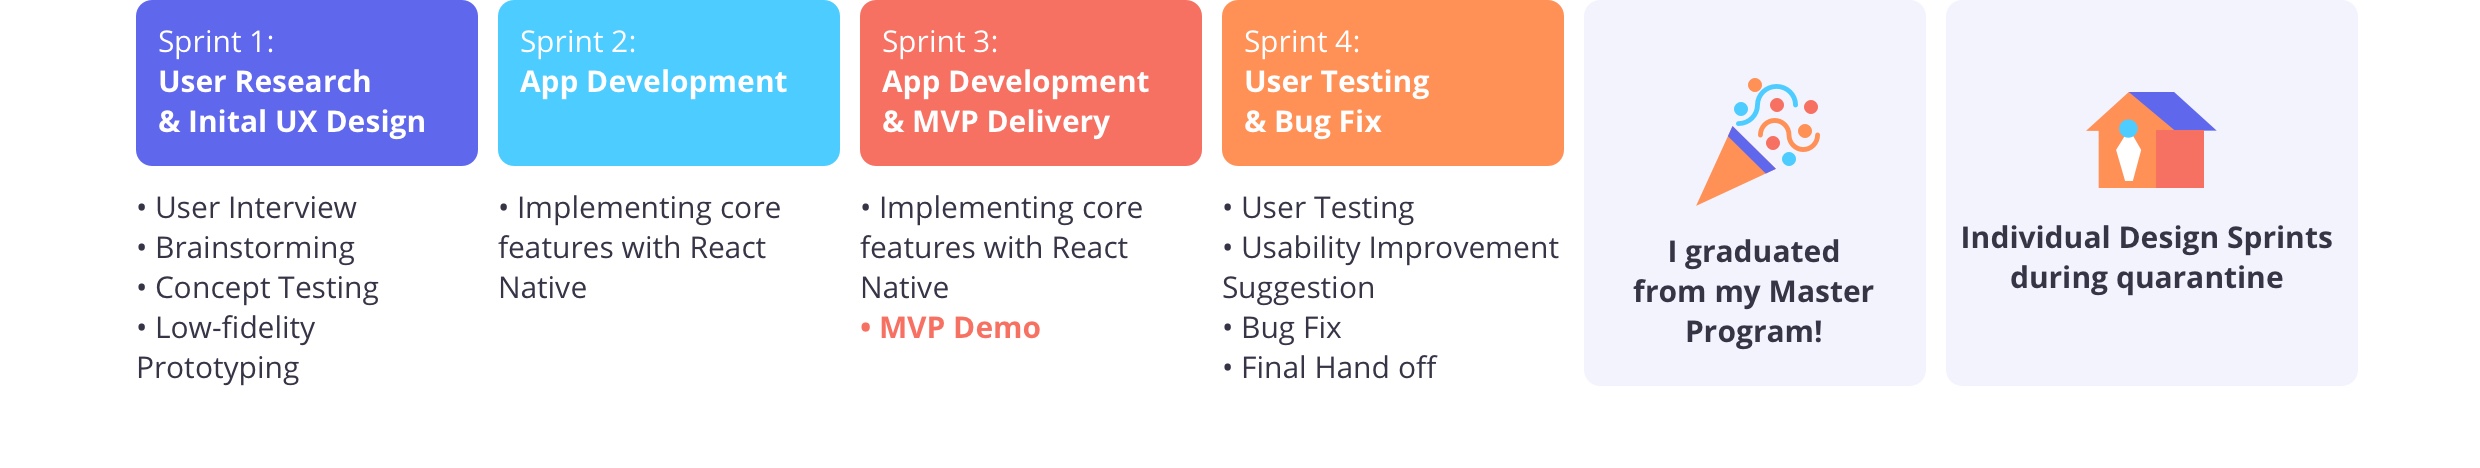 Sprint 1:
User Research
& Inital UX Design
• User Interview
• Brainstorming
• Concept Testing
• Low-fidelity
Prototyping
Sprint 2:
App Development
• Implementing core
features with React
Native
Sprint 3:
App Development
& MVP Delivery
• Implementing core
features with React
Native
• MVP Demo
Sprint 4:
User Testing
& Bug Fix
• User Testing
• Usability Improvement
Suggestion
• Bug Fix
• Final Hand off
I graduated
from my Master
Program!
Individual Design Sprints
during quarantine